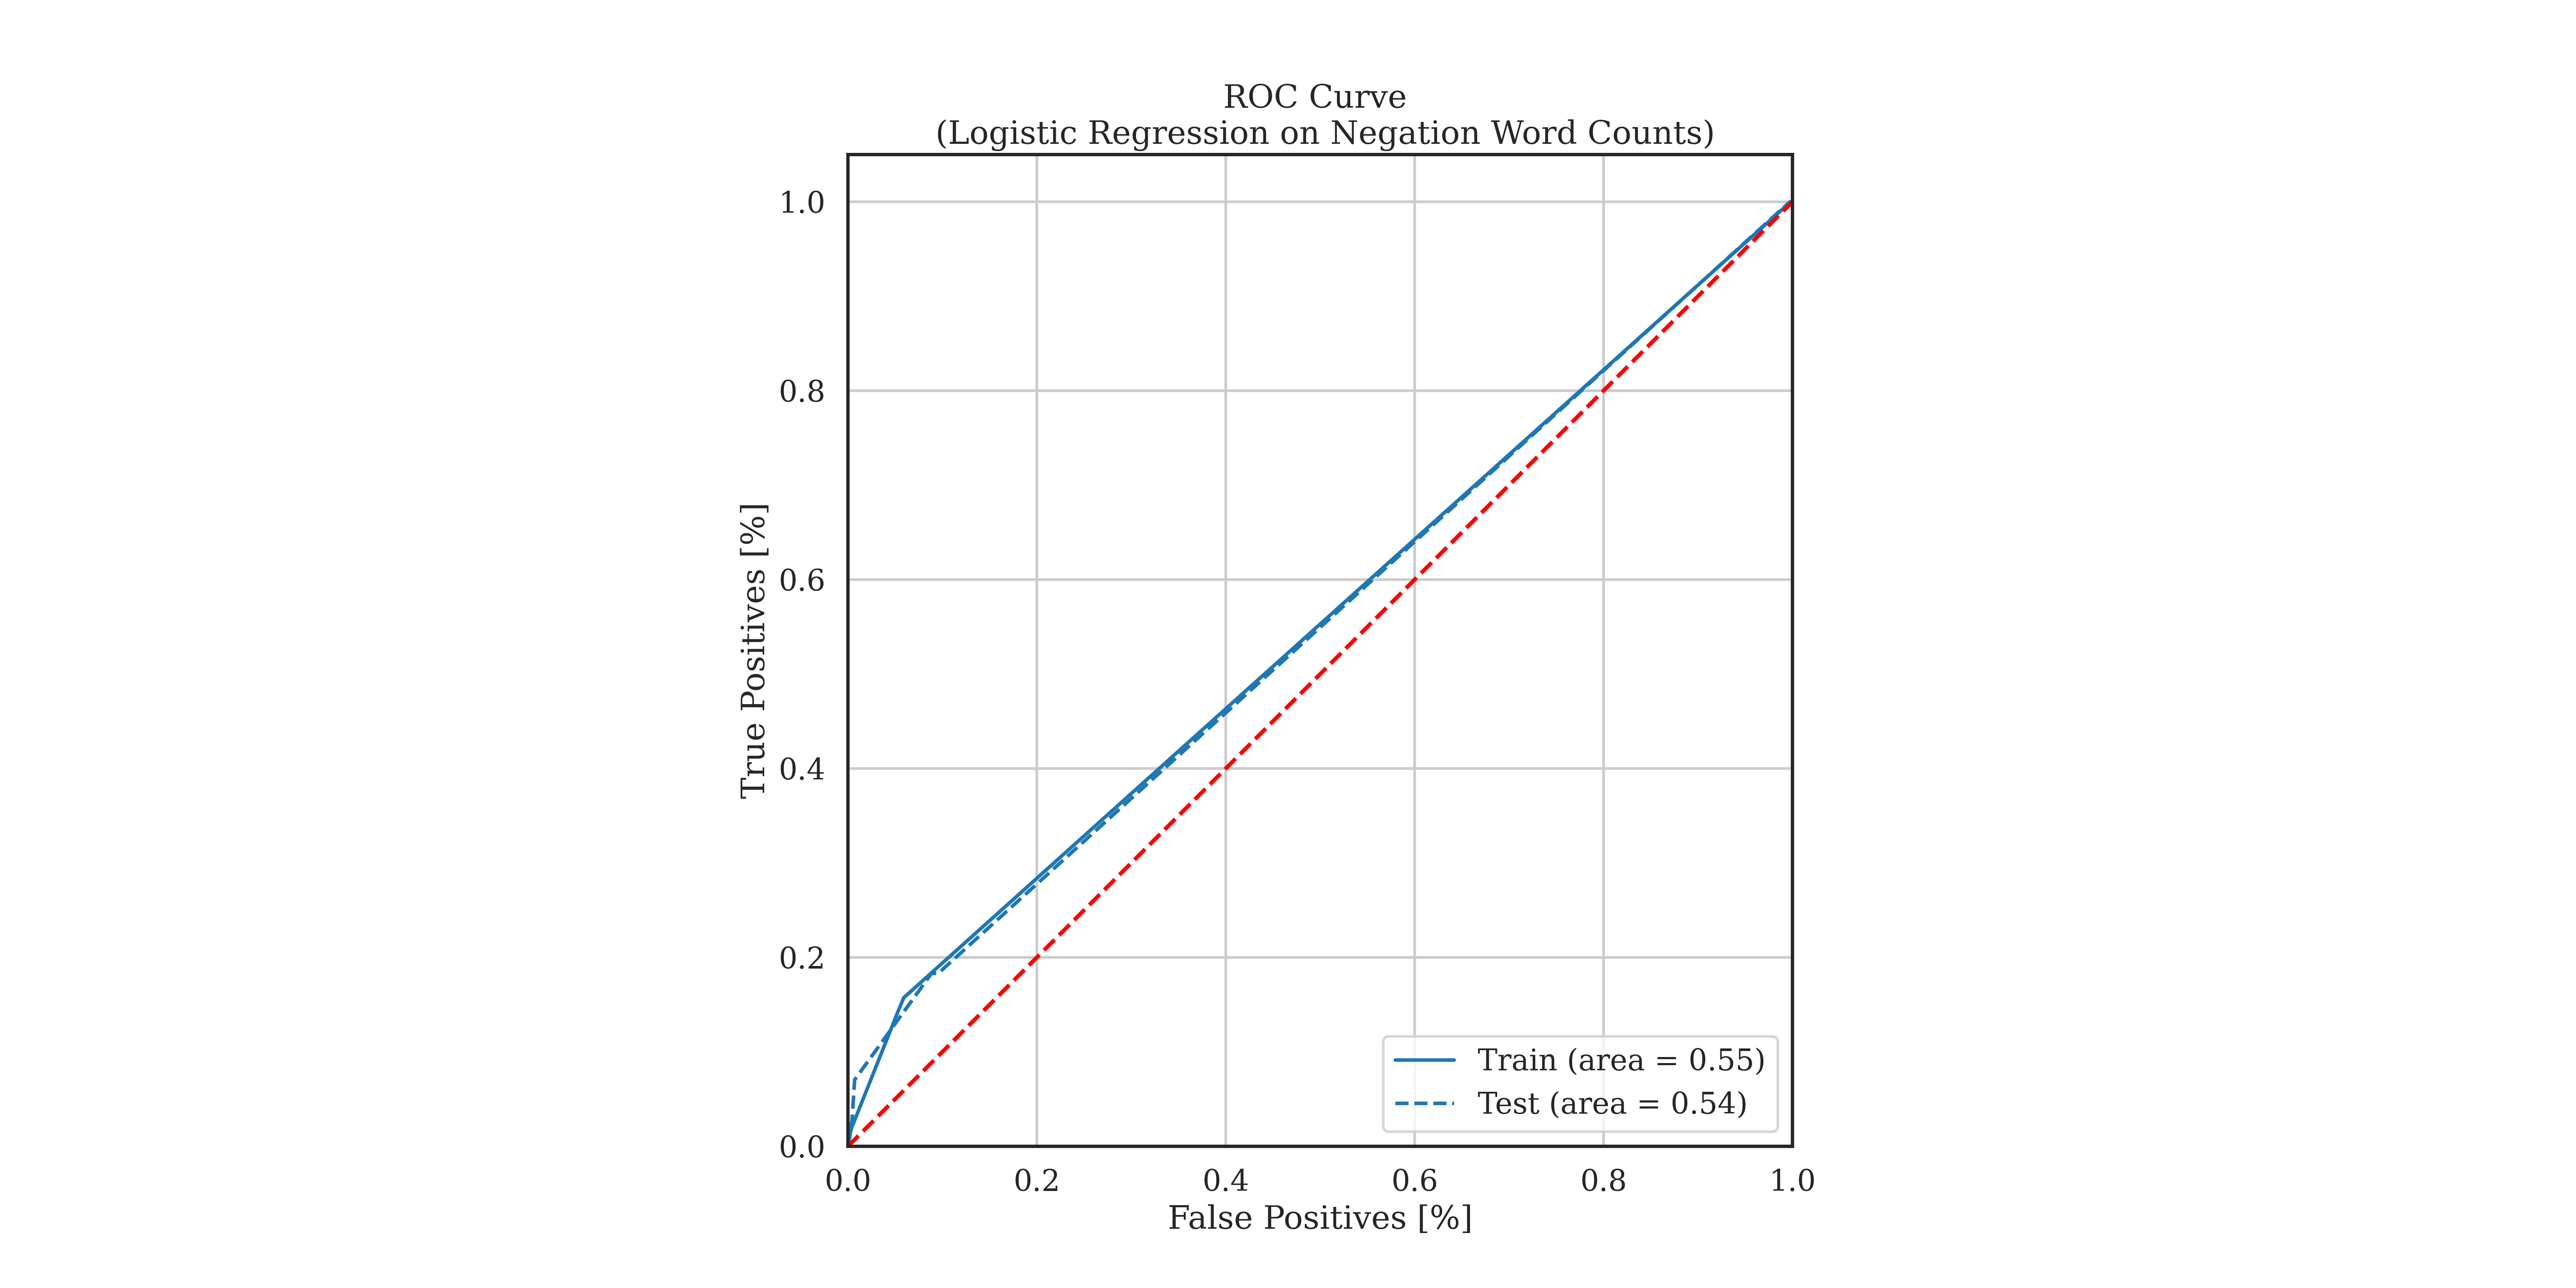 ROC Curve
(Logistic Regression on Negation Word Counts)
True Positives [%]
1.0
0.8
0.6
0.4
0.2
0.0
Train (area = 0.55)
Test (area = 0.54)
0.0 0.2 0.4 0.6 0.8 1.0
False Positives [%]